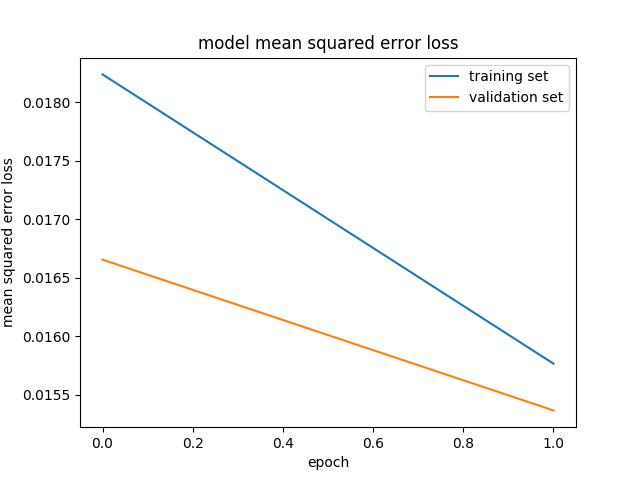 model mean squared error loss
training set
validation set
mean squared error loss
0.0180
0.0175
0.0170
0.0165
0.0160
0.0155
0.0 0.2 0.4 0.6 0.8 1.0
epoch